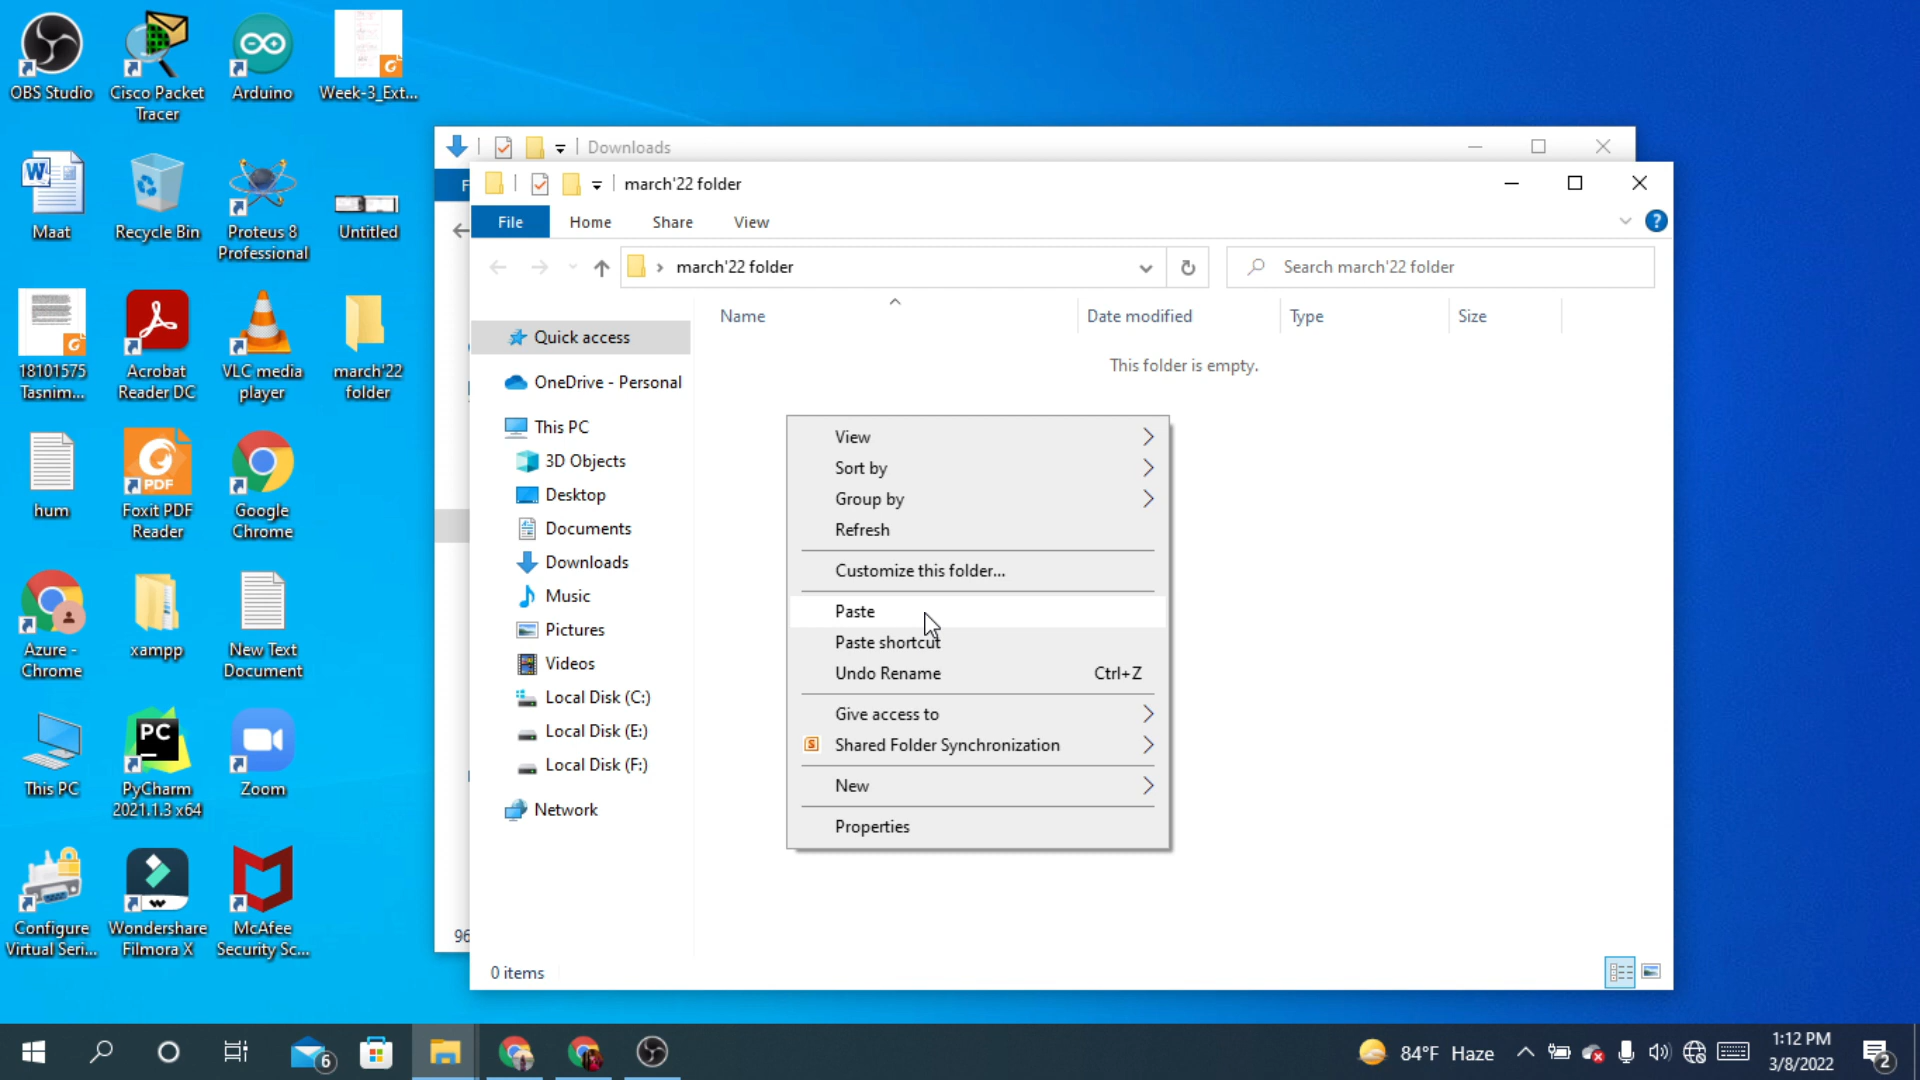 OBS Studio
Cisco Packet
Tracer
Arduino
Week-3_Ext...
Maat
Recycle Bin
Proteus 8
Professional
Untitled
18101575
Tasnim...
Acrobat
Reader DC
VLC media
player
march'22
folder
hum
Foxit PDF
Reader
Google
Chrome
Azure -
Chrome
xampp
New Text
Document
This PC
PyCharm
2021.1.3 x64
Zoom
Configure
Virtual Seri...
Wondershare
Filmora X
McAfee
Security Sc...
Downloads
march'22 folder
File Home Share View
march'22 folder
Search march'22 folder
Name Date modified Type Size
This folder is empty.
Quick access
OneDrive - Personal
This PC
3D Objects
Desktop
Documents
Downloads
Music
Pictures
Videos
Local Disk (C:)
Local Disk (E:)
Local Disk (F:)
Network
View
Sort by
Group by
Refresh
Customize this folder...
Paste
Paste shortcut
Undo Rename Ctrl+Z
Give access to
Shared Folder Synchronization
New
Properties
96
0 items
6
84°F Haze
1:12 PM
3/8/2022
2